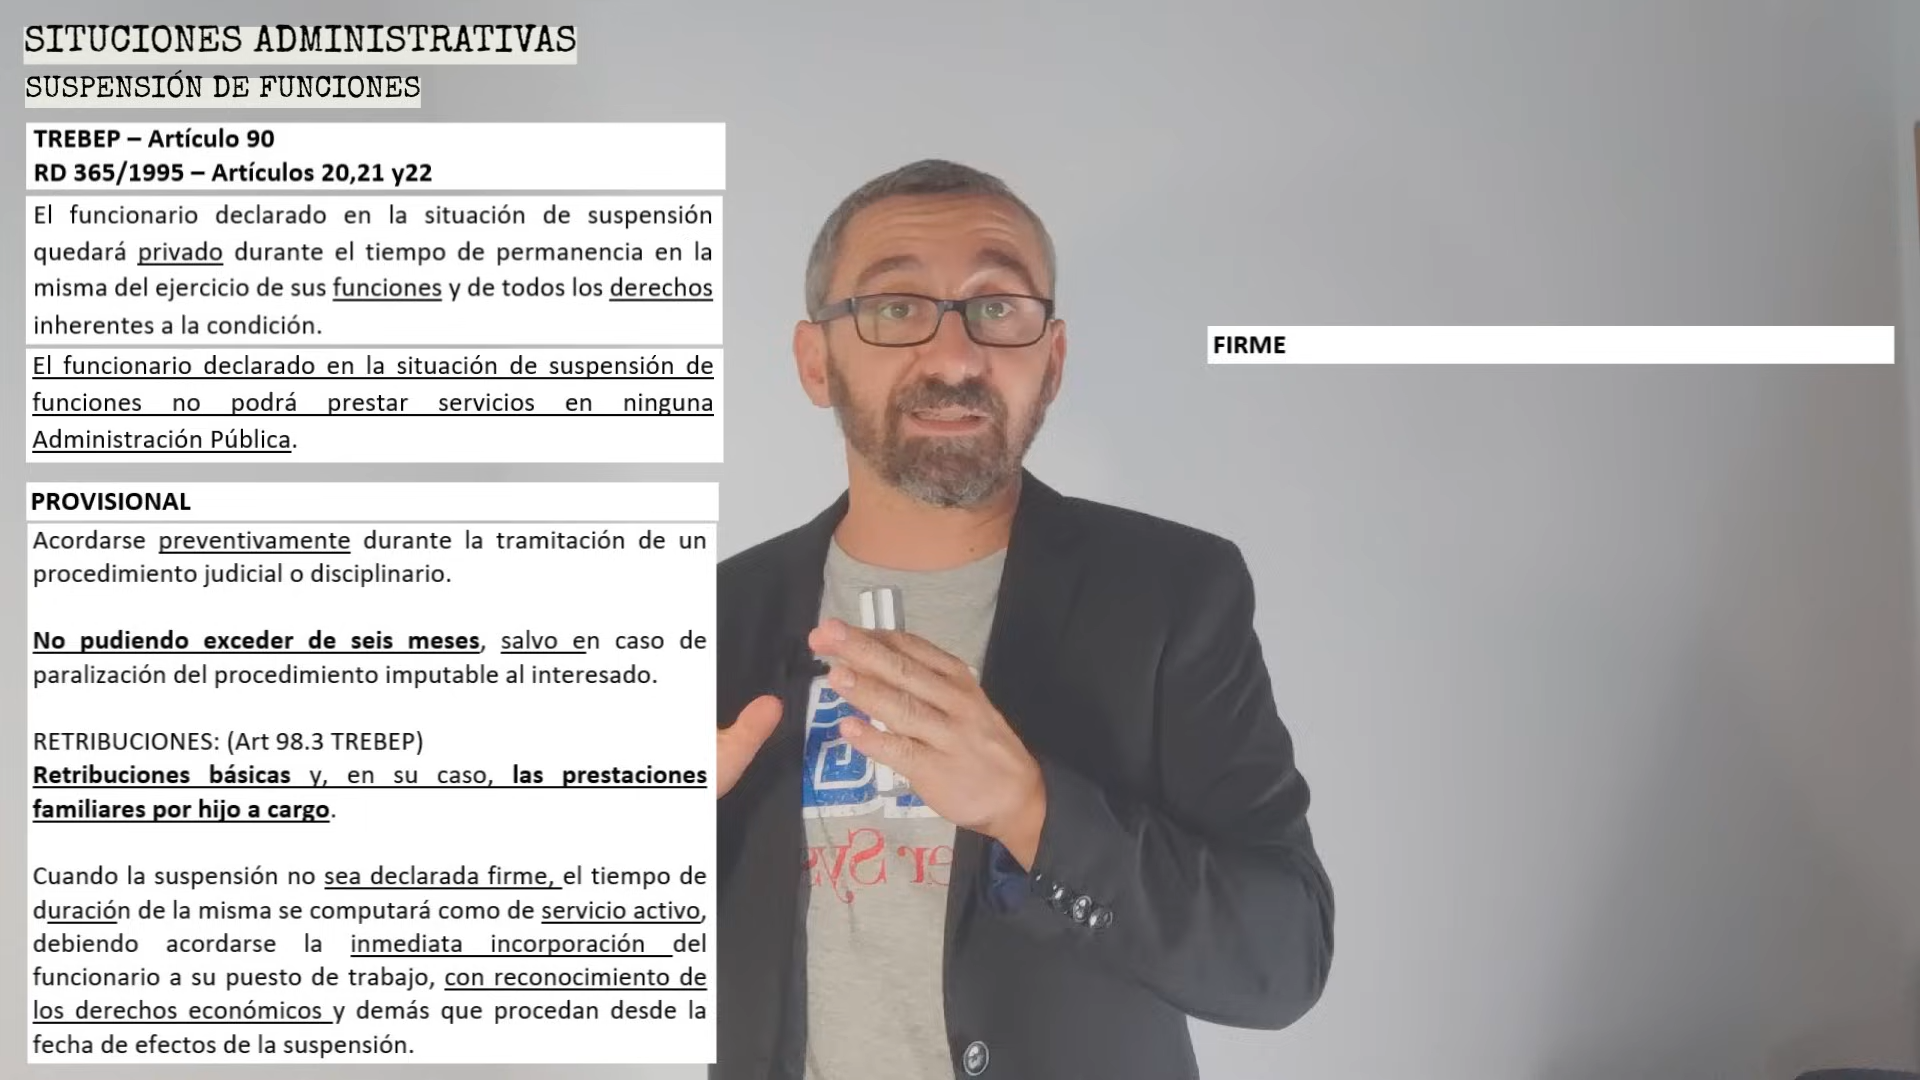 SITUCIONES ADMINISTRATIVAS
SUSPENSIÓN DE FUNCIONES
TREBEP – Artículo 90
RD 365/1995 – Artículos 20,21 y22
El funcionario declarado en la situación de suspensión
quedará privado durante el tiempo de permanencia en la
misma del ejercicio de sus funciones y de todos los derechos
inherentes a la condición.
El funcionario declarado en la situación de suspensión de
funciones no podrá prestar servicios en ninguna
Administración Pública.
PROVISIONAL
Acordarse preventivamente durante la tramitación de un
procedimiento judicial o disciplinario.
No pudiendo exceder de seis meses, salvo en caso de
paralización del procedimiento imputable al interesado.
RETRIBUCIONES: (Art 98.3 TREBEP)
Retribuciones básicas y, en su caso, las prestaciones
familiares por hijo a cargo.
Cuando la suspensión no sea declarada firme, el tiempo de
duración de la misma se computará como de servicio activo,
debiendo acordarse la inmediata incorporación del
funcionario a su puesto de trabajo, con reconocimiento de
los derechos económicos y demás que procedan desde la
fecha de efectos de la suspensión.
FIRME